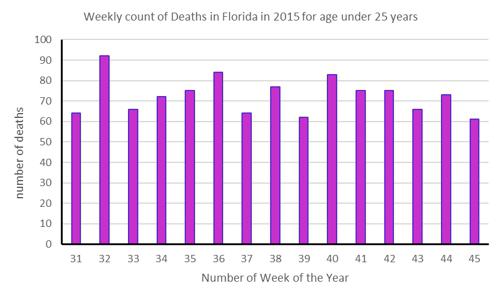 Weekly count of Deaths in Florida in 2015 for age under 25 years
100
90
80
70
60
50
40
30
20
10
0
number of deaths
31 32 33 34 35 36 37 38 39 40 41 42 43 44 45
Number of Week of the Year